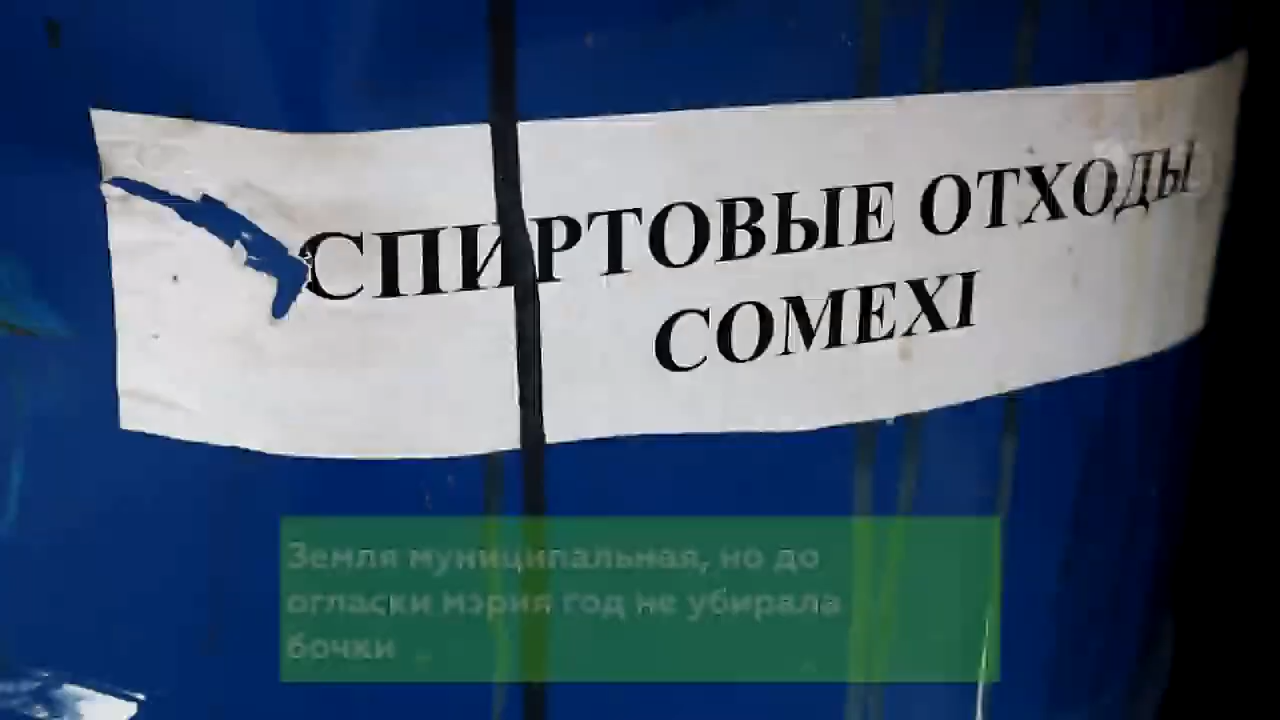 СПИРТОВЫЕ ОТХОДЫ
COMEXI
Земля муниципальная, но до
огласки мэрия год не убирала
бочки